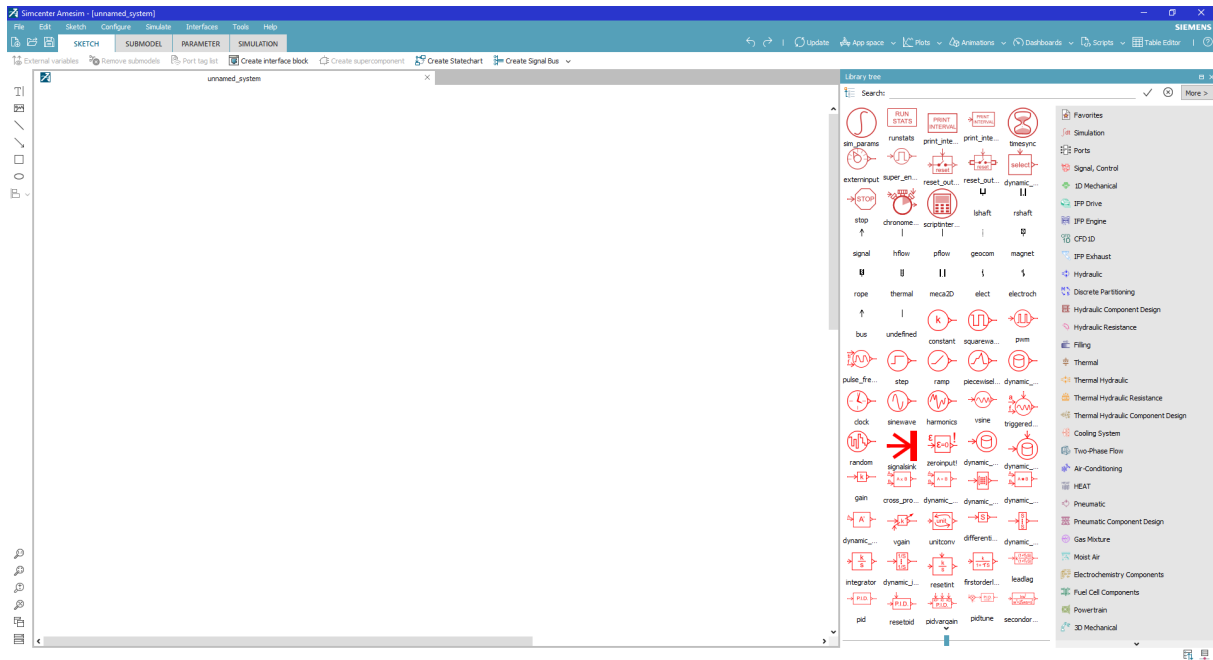 Simcenter Amesim - [unnamed_system]
File Edit Sketch Configure Simulate Interfaces Tools Help
SIEMENS
SKETCH SUBMODEL PARAMETER SIMULATION
Update App space Plots Animations Dashboards Scripts Table Editor
External variables Remove submodels Port tag list Create interface block Create supercomponent Create Statechart Create Signal Bus
unnamed_system
Library tree
Search:
More >
RUN STATS PRINT INTERVAL PRINT INTERVAL
sim_params runstats print_inte... print_inte... timesync
reset reset select
externinput super_en... reset_out... reset_out... dynamic_...
STOP
stop chronome... scriptinter... lshaft rshaft
signal hflow pflow geocom magnet
rope thermal meca2D elect electroch
k
bus undefined constant squarewa... pwm
pulse_fre... step ramp piecewisel... dynamic_...
clock sinewave harmonics vsine triggered...
random signalsink zeroinput! dynamic_... dynamic_...
k
gain cross_pro... dynamic_... dynamic_... dynamic_...
k unit S
dynamic_... vgain unitconv differenti... dynamic_...
integrator dynamic_i... resetint firstorderl... leadlag
P.I.D. P.I.D. P.I.D.
pid resetpid pidvargain pidtune secondor...
Favorites
Simulation
Ports
Signal, Control
1D Mechanical
IFP Drive
IFP Engine
CFD1D
IFP Exhaust
Hydraulic
Discrete Partitioning
Hydraulic Component Design
Hydraulic Resistance
Filling
Thermal
Thermal Hydraulic
Thermal Hydraulic Resistance
Thermal Hydraulic Component Design
Cooling System
Two-Phase Flow
Air-Conditioning
HEAT
Pneumatic
Pneumatic Component Design
Gas Mixture
Moist Air
Electrochemistry Components
Fuel Cell Components
Powertrain
3D Mechanical